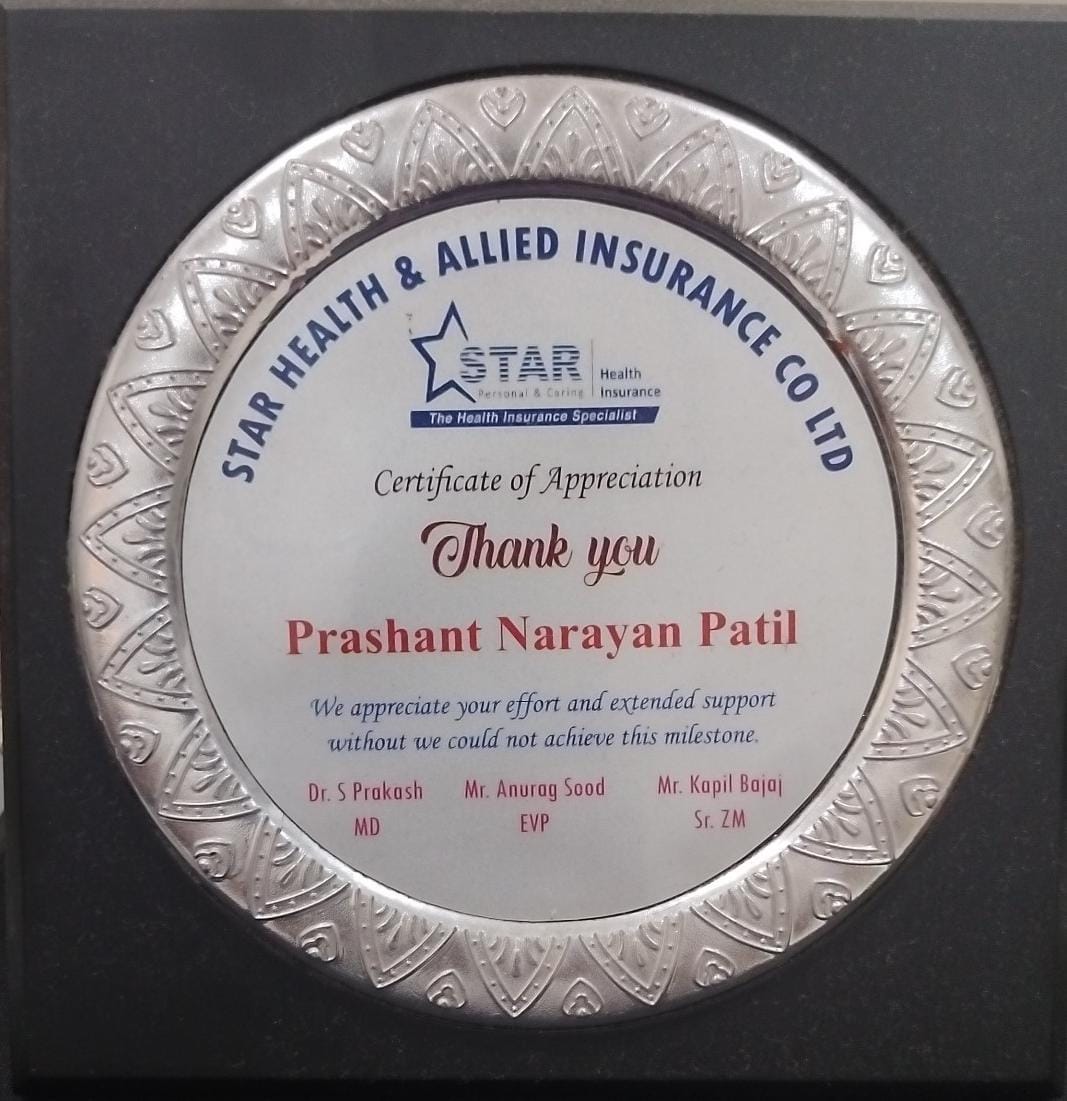 STAR HEALTH & ALLIED INSURANCE CO LTD
STAR
Health
Insurance
Personal & Caring
The Health Insurance Specialist
Certificate of Appreciation
Thank you
Prashant Narayan Patil
We appreciate your effort and extended support
without we could not achieve this milestone.
Dr. S Prakash Mr. Anurag Sood Mr. Kapil Bajaj
MD EVP Sr. ZM